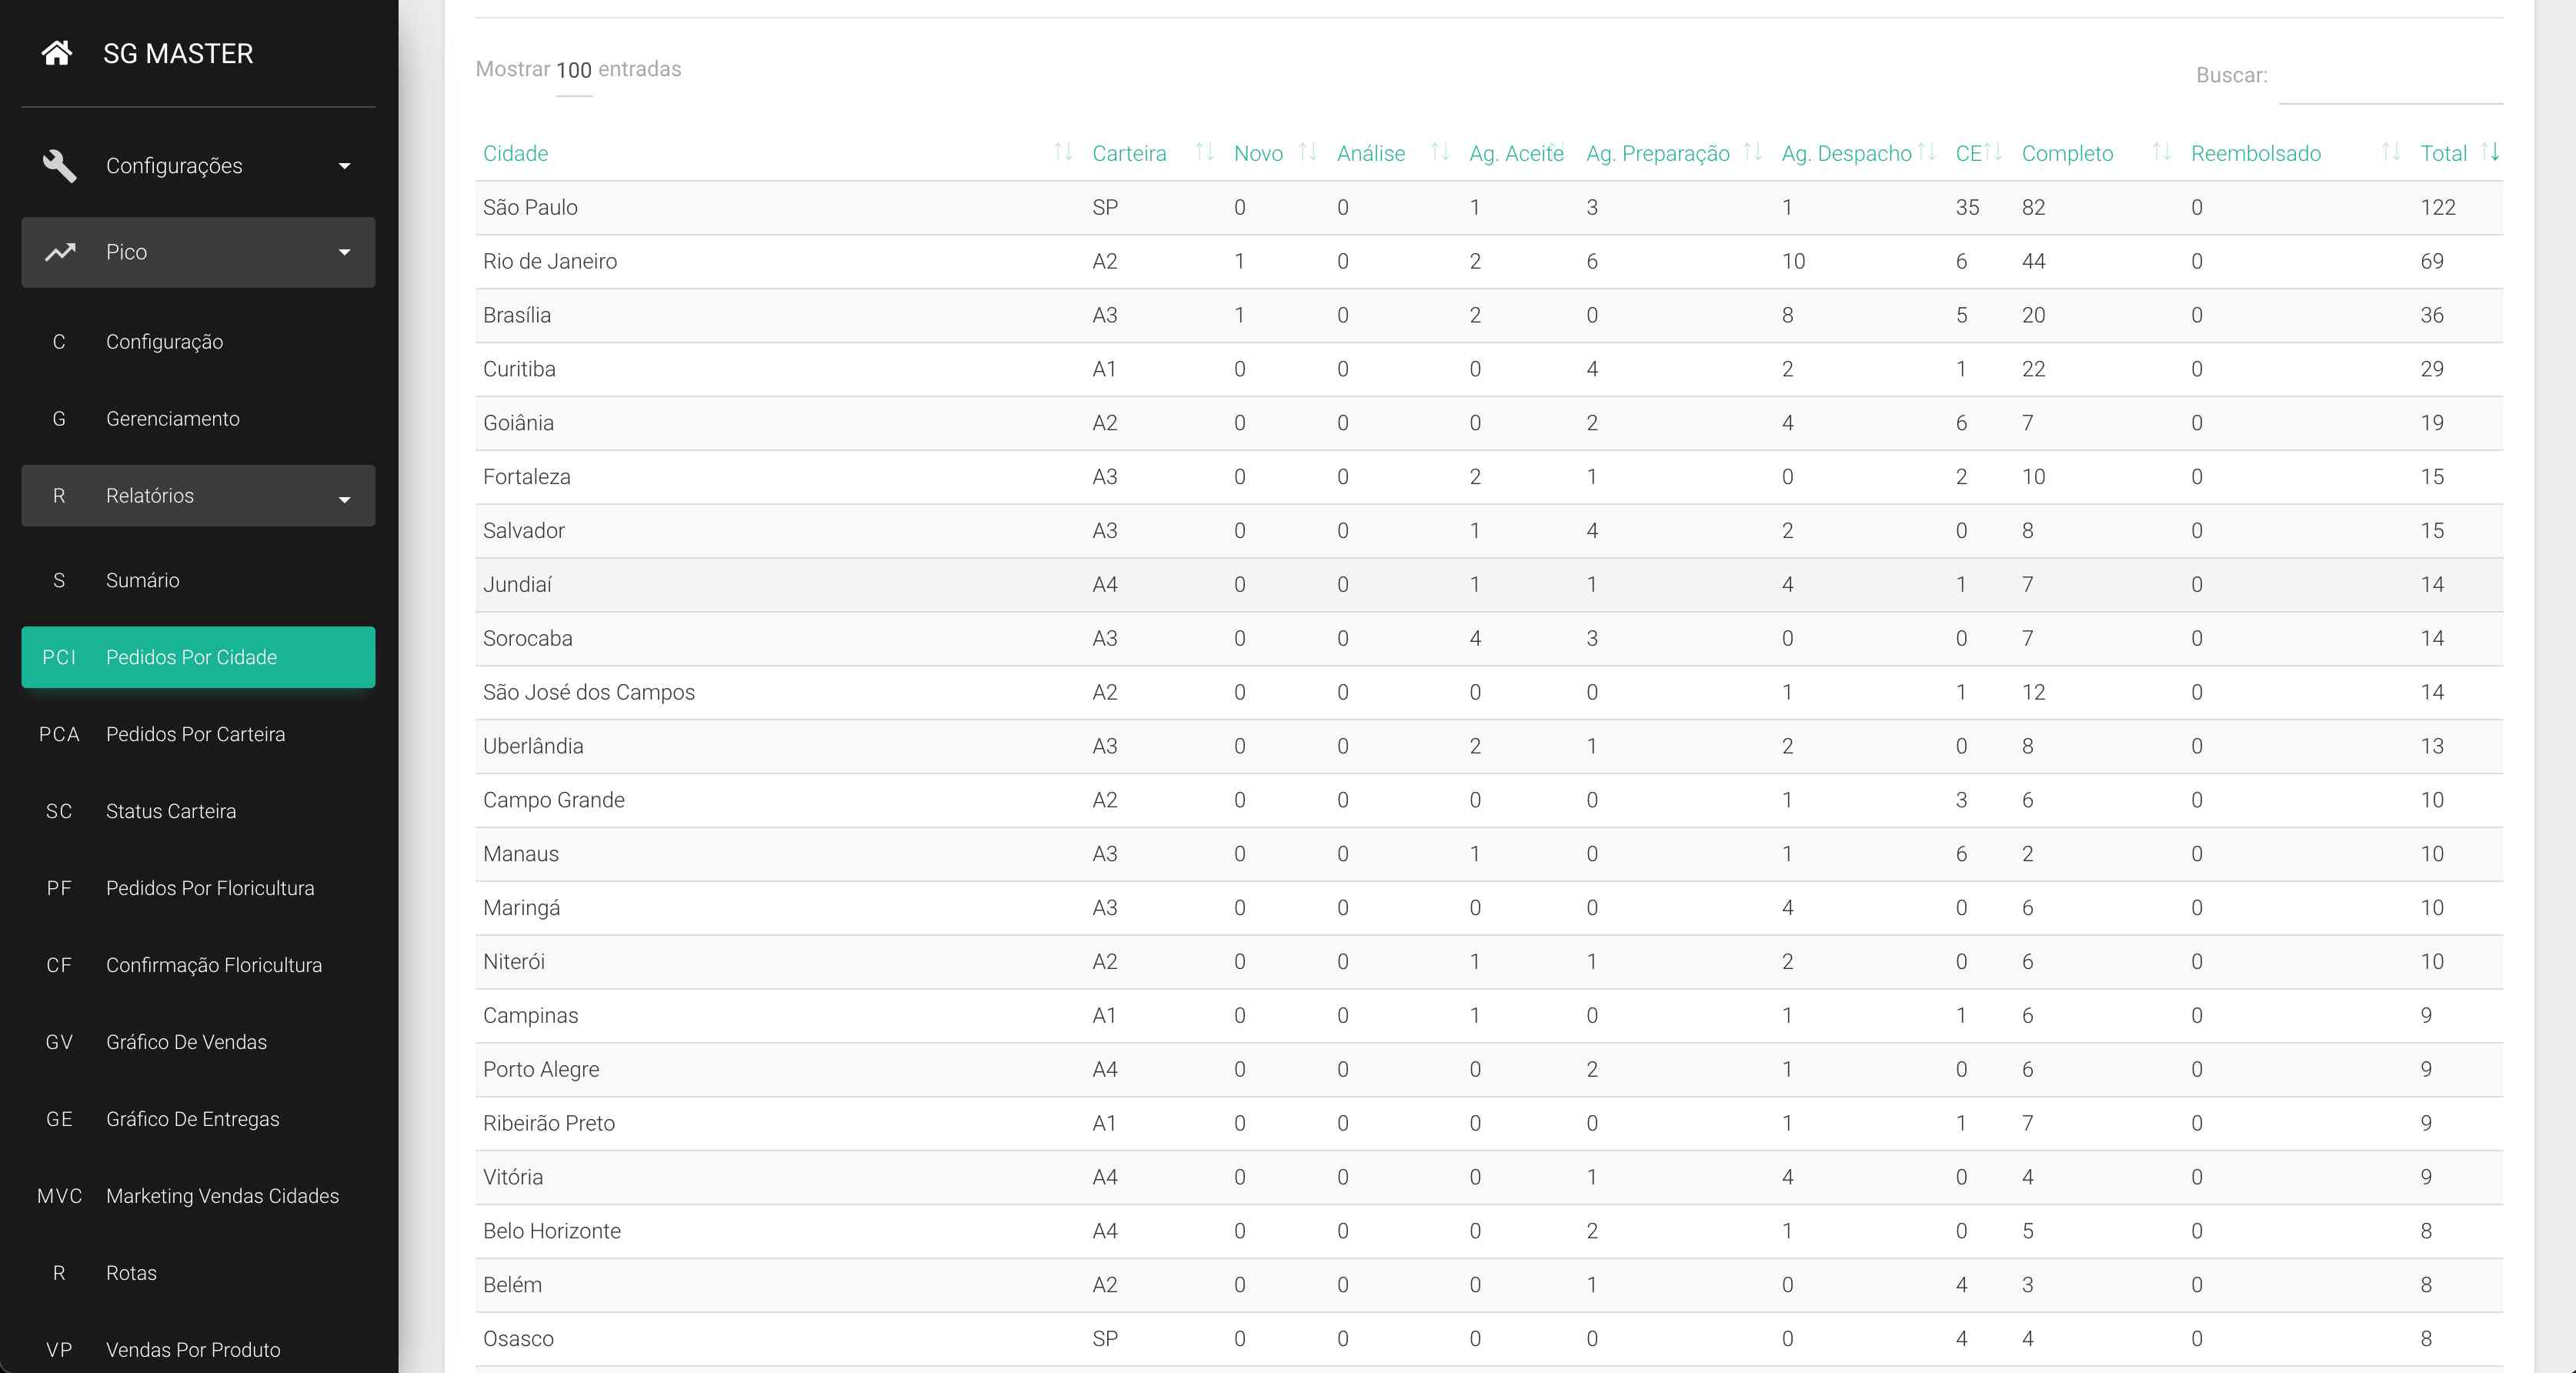 SG MASTER
Configurações
Pico
C Configuração
G Gerenciamento
R Relatórios
S Sumário
PCI Pedidos Por Cidade
PCA Pedidos Por Carteira
SC Status Carteira
PF Pedidos Por Floricultura
CF Confirmação Floricultura
GV Gráfico De Vendas
GE Gráfico De Entregas
MVC Marketing Vendas Cidades
R Rotas
VP Vendas Por Produto
Mostrar 100 entradas
Buscar:
Cidade Carteira Novo Análise Ag. Aceite Ag. Preparação Ag. Despacho CE Completo Reembolsado Total
São Paulo SP 0 0 1 3 1 35 82 0 122
Rio de Janeiro A2 1 0 2 6 10 6 44 0 69
Brasília A3 1 0 2 0 8 5 20 0 36
Curitiba A1 0 0 0 4 2 1 22 0 29
Goiânia A2 0 0 0 2 4 6 7 0 19
Fortaleza A3 0 0 2 1 0 2 10 0 15
Salvador A3 0 0 1 4 2 0 8 0 15
Jundiaí A4 0 0 1 1 4 1 7 0 14
Sorocaba A3 0 0 4 3 0 0 7 0 14
São José dos Campos A2 0 0 0 0 1 1 12 0 14
Uberlândia A3 0 0 2 1 2 0 8 0 13
Campo Grande A2 0 0 0 0 1 3 6 0 10
Manaus A3 0 0 1 0 1 6 2 0 10
Maringá A3 0 0 0 0 4 0 6 0 10
Niterói A2 0 0 1 1 2 0 6 0 10
Campinas A1 0 0 1 0 1 1 6 0 9
Porto Alegre A4 0 0 0 2 1 0 6 0 9
Ribeirão Preto A1 0 0 0 0 1 1 7 0 9
Vitória A4 0 0 0 1 4 0 4 0 9
Belo Horizonte A4 0 0 0 2 1 0 5 0 8
Belém A2 0 0 0 1 0 4 3 0 8
Osasco SP 0 0 0 0 0 4 4 0 8